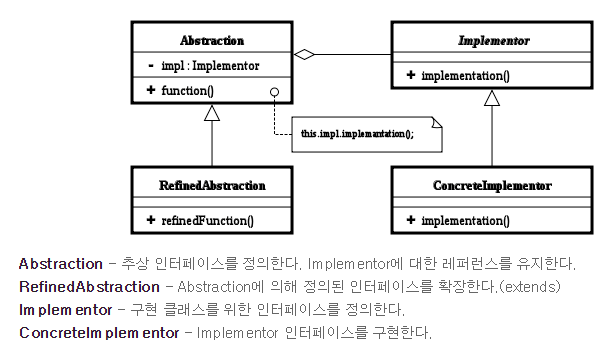 Abstraction
- impl : Implementor
+ function()
Implementor
+ implementation()
this.impl.implemantation();
RefinedAbstraction
+ refinedFunction()
ConcreteImplementor
+ implementation()
Abstraction - 추상 인터페이스를 정의한다. Implementor에 대한 레퍼런스를 유지한다.
RefinedAbstraction - Abstraction에 의해 정의된 인터페이스를 확장한다.(extends)
Implementor - 구현 클래스를 위한 인터페이스를 정의한다.
ConcreteImplementor - Implementor 인터페이스를 구현한다.